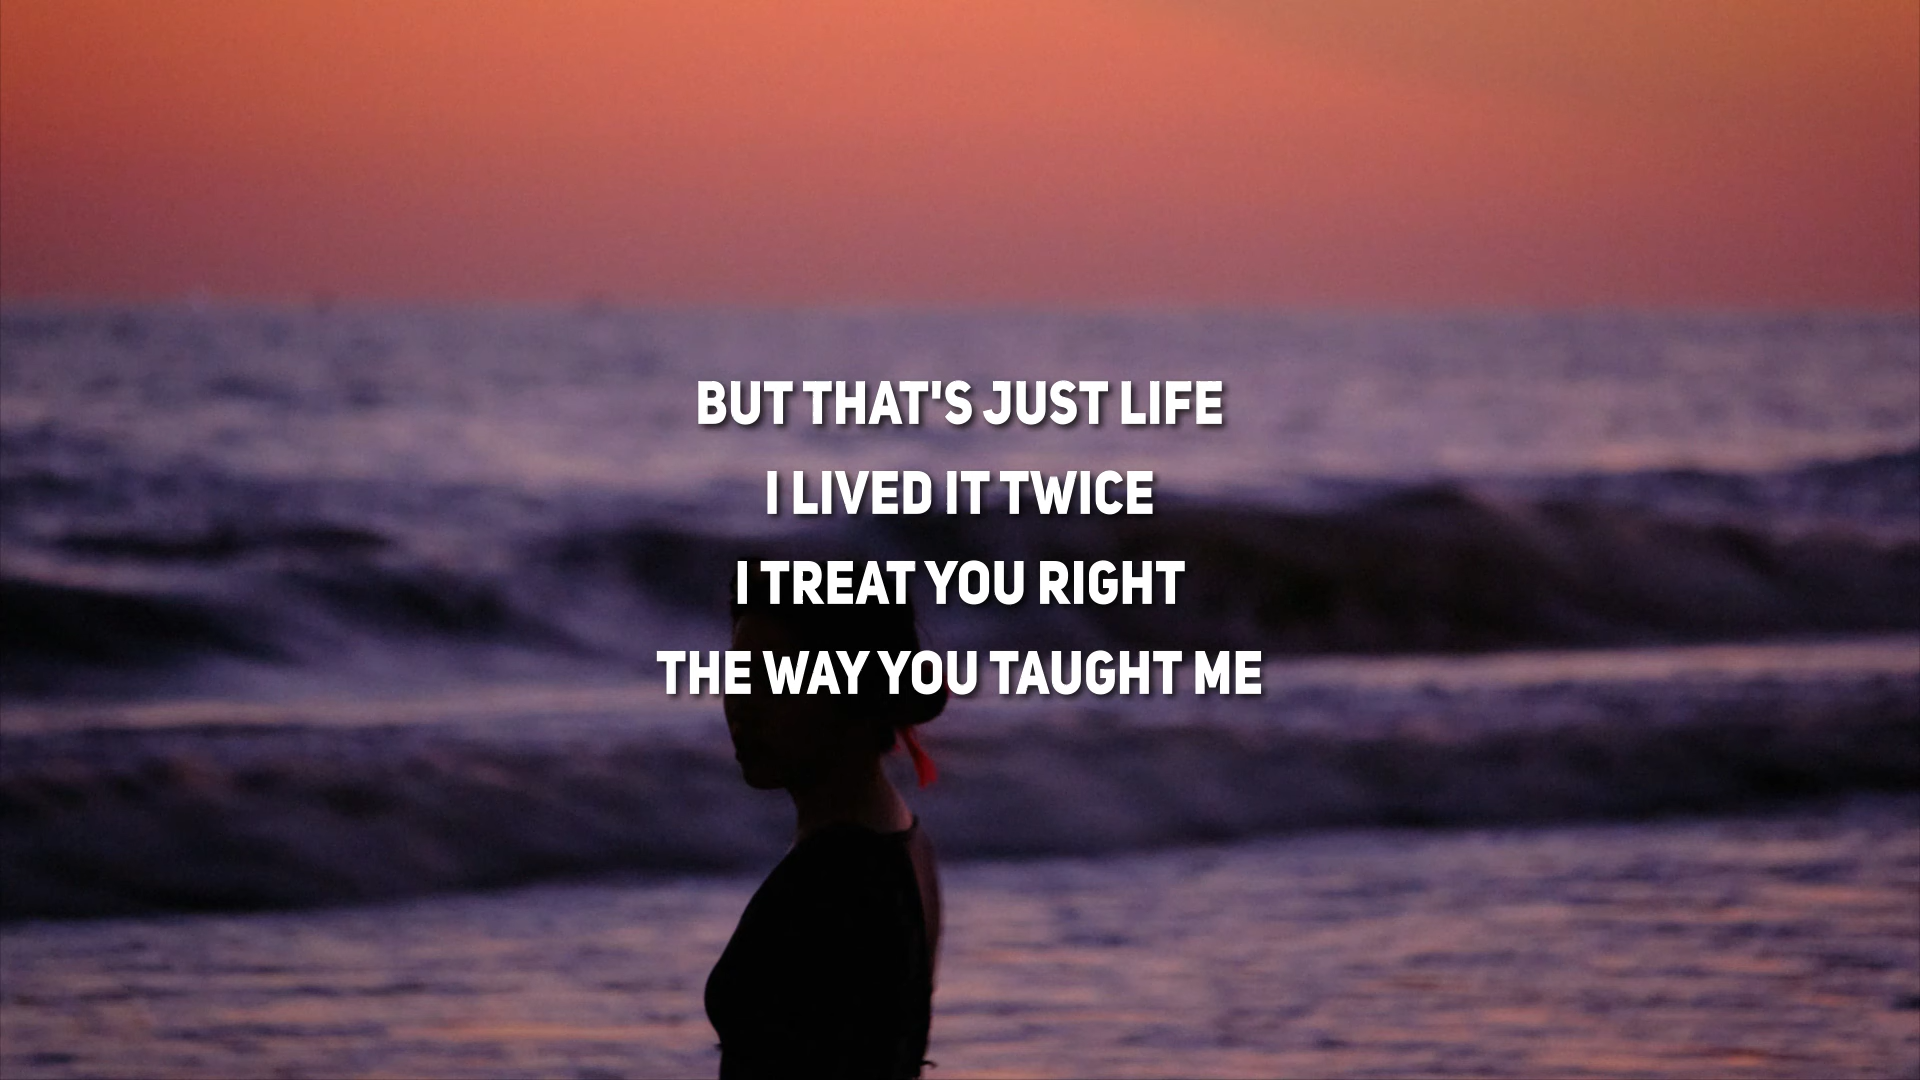 BUT THAT'S JUST LIFE
I LIVED IT TWICE
I TREAT YOU RIGHT
THE WAY YOU TAUGHT ME